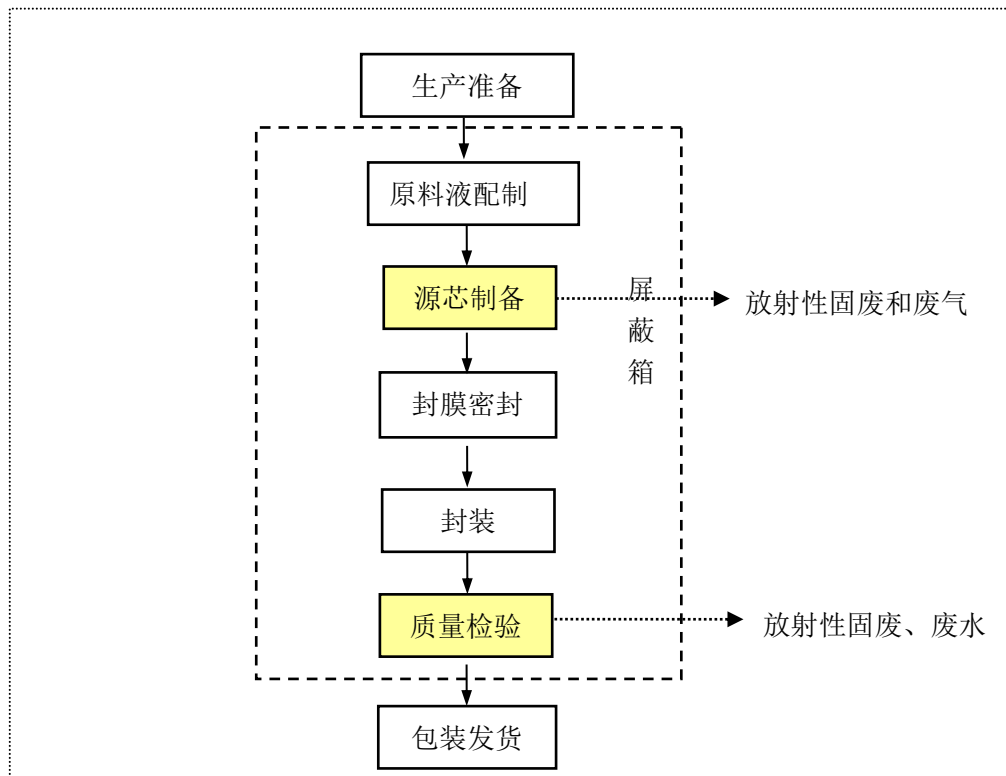 生产准备
原料液配制
源芯制备
屏
蔽
箱
放射性固废和废气
封膜密封
封装
质量检验
放射性固废、废水
包装发货